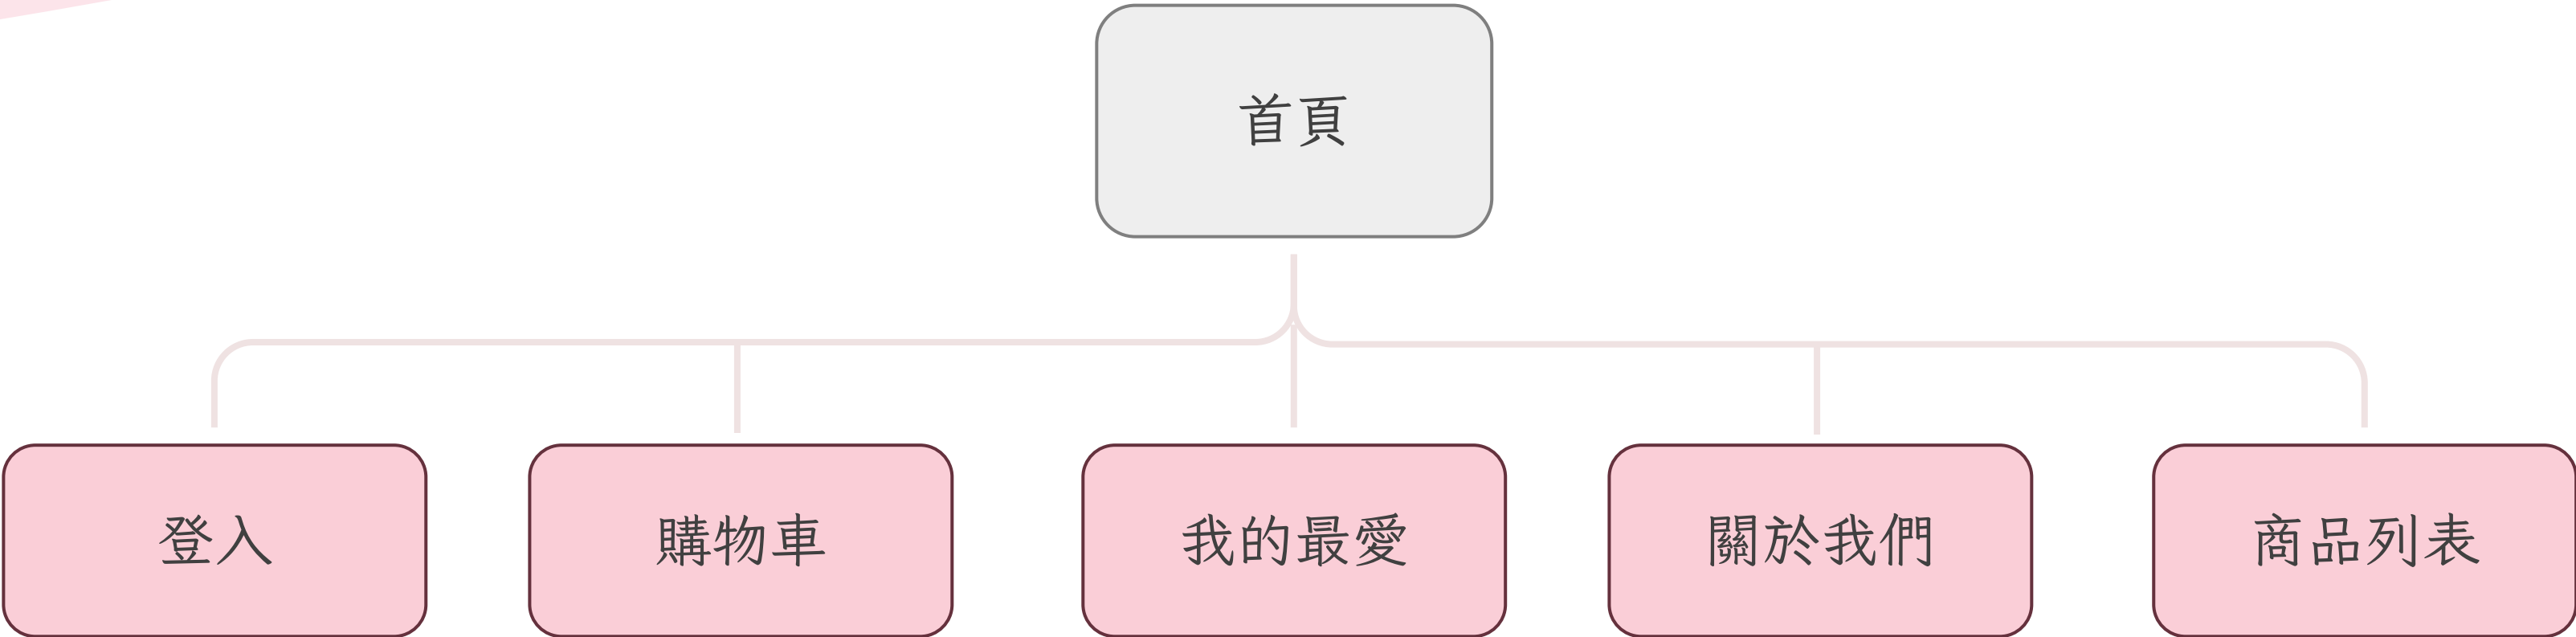 首頁
登入
購物車
我的最愛
關於我們
商品列表